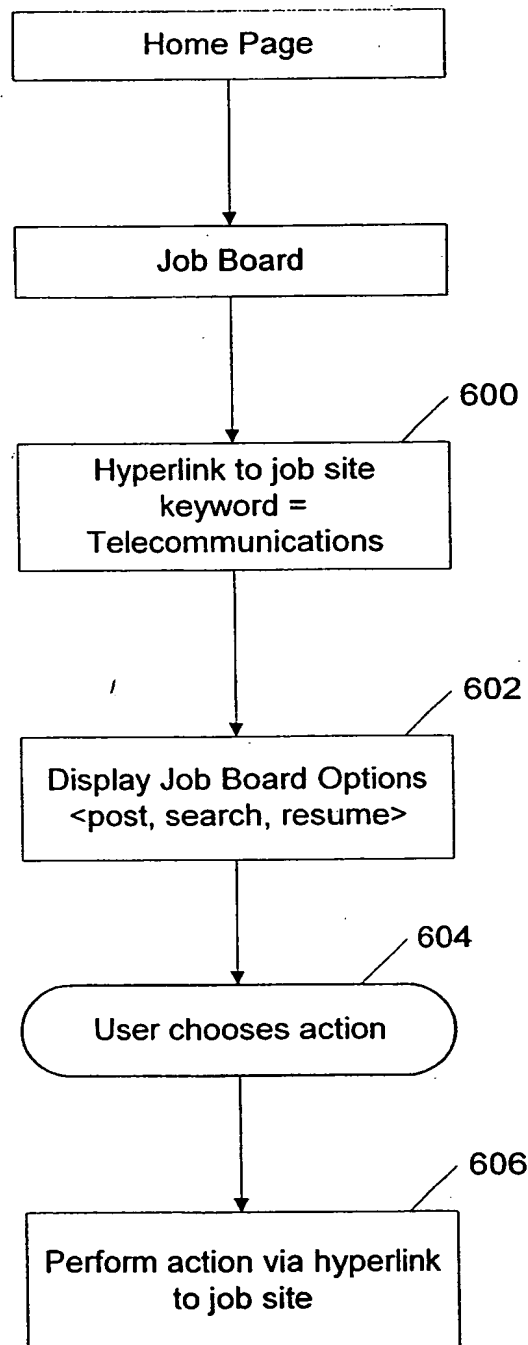 Home Page
Job Board
600
Hyperlink to job site
keyword =
Telecommunications
602
Display Job Board Options
<post, search, resume>
604
User chooses action
606
Perform action via hyperlink
to job site